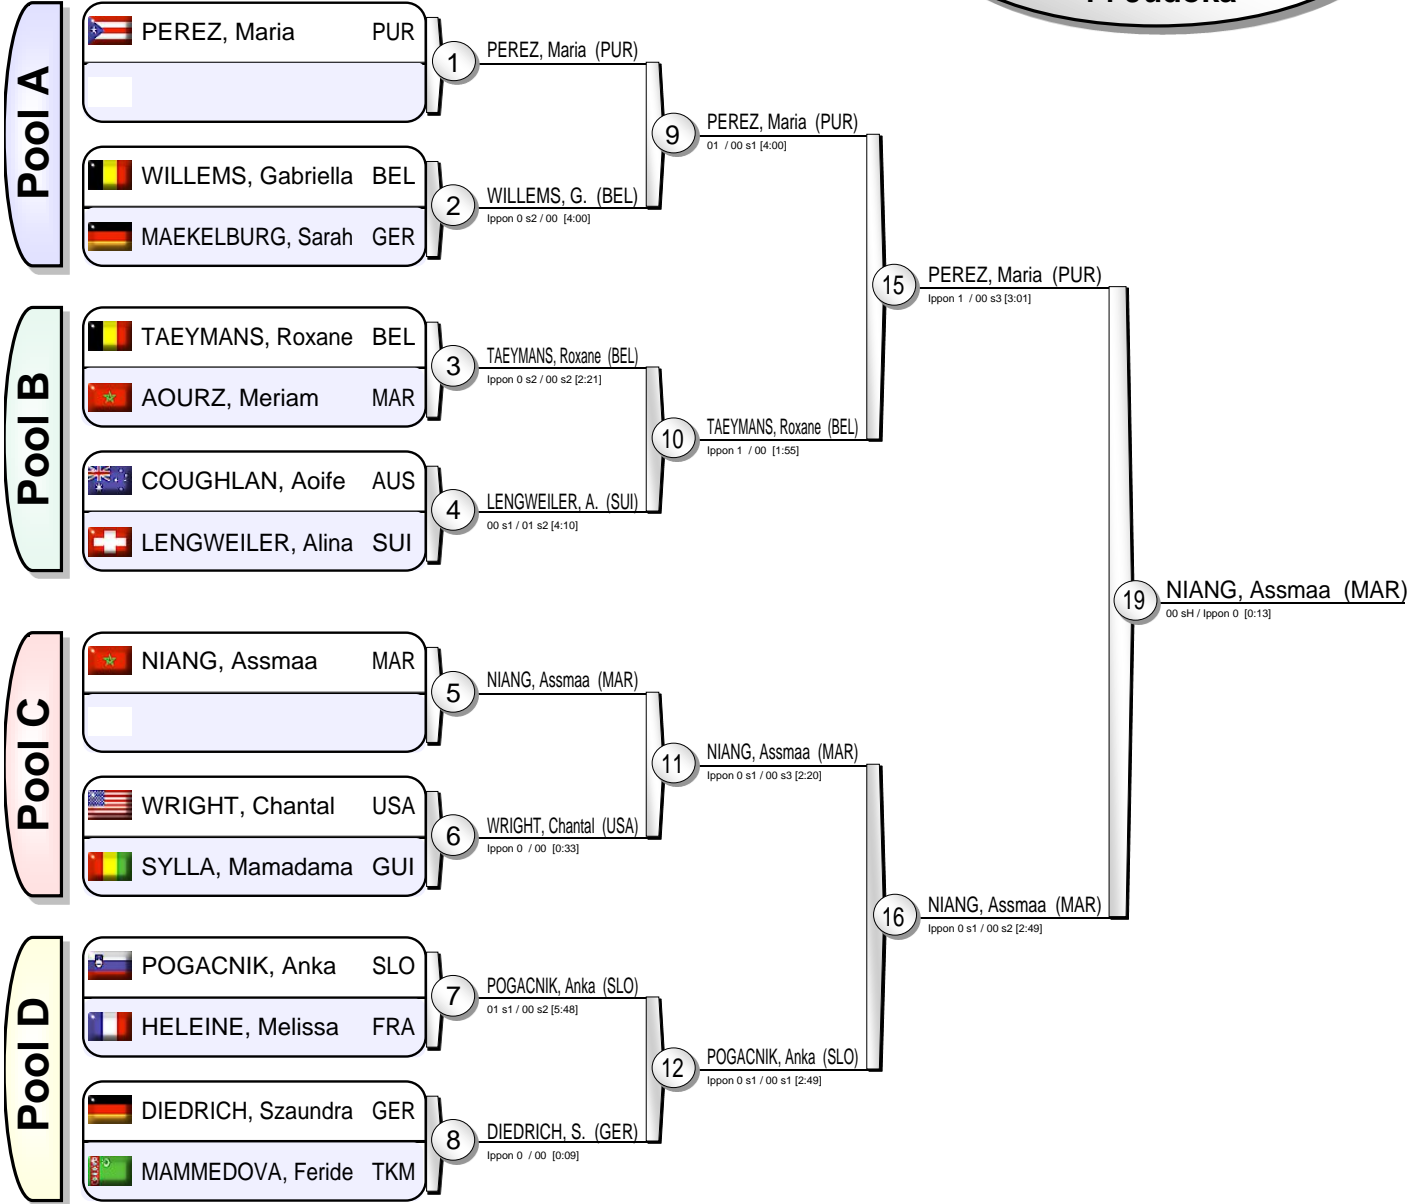 Pool A
PEREZ, Maria PUR
WILLEMS, Gabriella BEL
MAEKELBURG, Sarah GER
1
PEREZ, Maria (PUR)
2
WILLEMS, G. (BEL)
Ippon 0 s2 / 00 [4:00]
9
PEREZ, Maria (PUR)
01 / 00 s1 [4:00]
Pool B
TAEYMANS, Roxane BEL
AOURZ, Meriam MAR
COUGHLAN, Aoife AUS
LENGWEILER, Alina SUI
3
TAEYMANS, Roxane (BEL)
Ippon 0 s2 / 00 s2 [2:21]
4
LENGWEILER, A. (SUI)
00 s1 / 01 s2 [4:10]
10
TAEYMANS, Roxane (BEL)
Ippon 1 / 00 [1:55]
15
PEREZ, Maria (PUR)
Ippon 1 / 00 s3 [3:01]
Pool C
NIANG, Assmaa MAR
WRIGHT, Chantal USA
SYLLA, Mamadama GUI
5
NIANG, Assmaa (MAR)
6
WRIGHT, Chantal (USA)
Ippon 0 / 00 [0:33]
11
NIANG, Assmaa (MAR)
Ippon 0 s1 / 00 s3 [2:20]
Pool D
POGACNIK, Anka SLO
HELEINE, Melissa FRA
DIEDRICH, Szaundra GER
MAMMEDOVA, Feride TKM
7
POGACNIK, Anka (SLO)
01 s1 / 00 s2 [5:48]
8
DIEDRICH, S. (GER)
Ippon 0 / 00 [0:09]
12
POGACNIK, Anka (SLO)
Ippon 0 s1 / 00 s1 [2:49]
16
NIANG, Assmaa (MAR)
Ippon 0 s1 / 00 s2 [2:49]
19
NIANG, Assmaa (MAR)
00 sH / Ippon 0 [0:13]